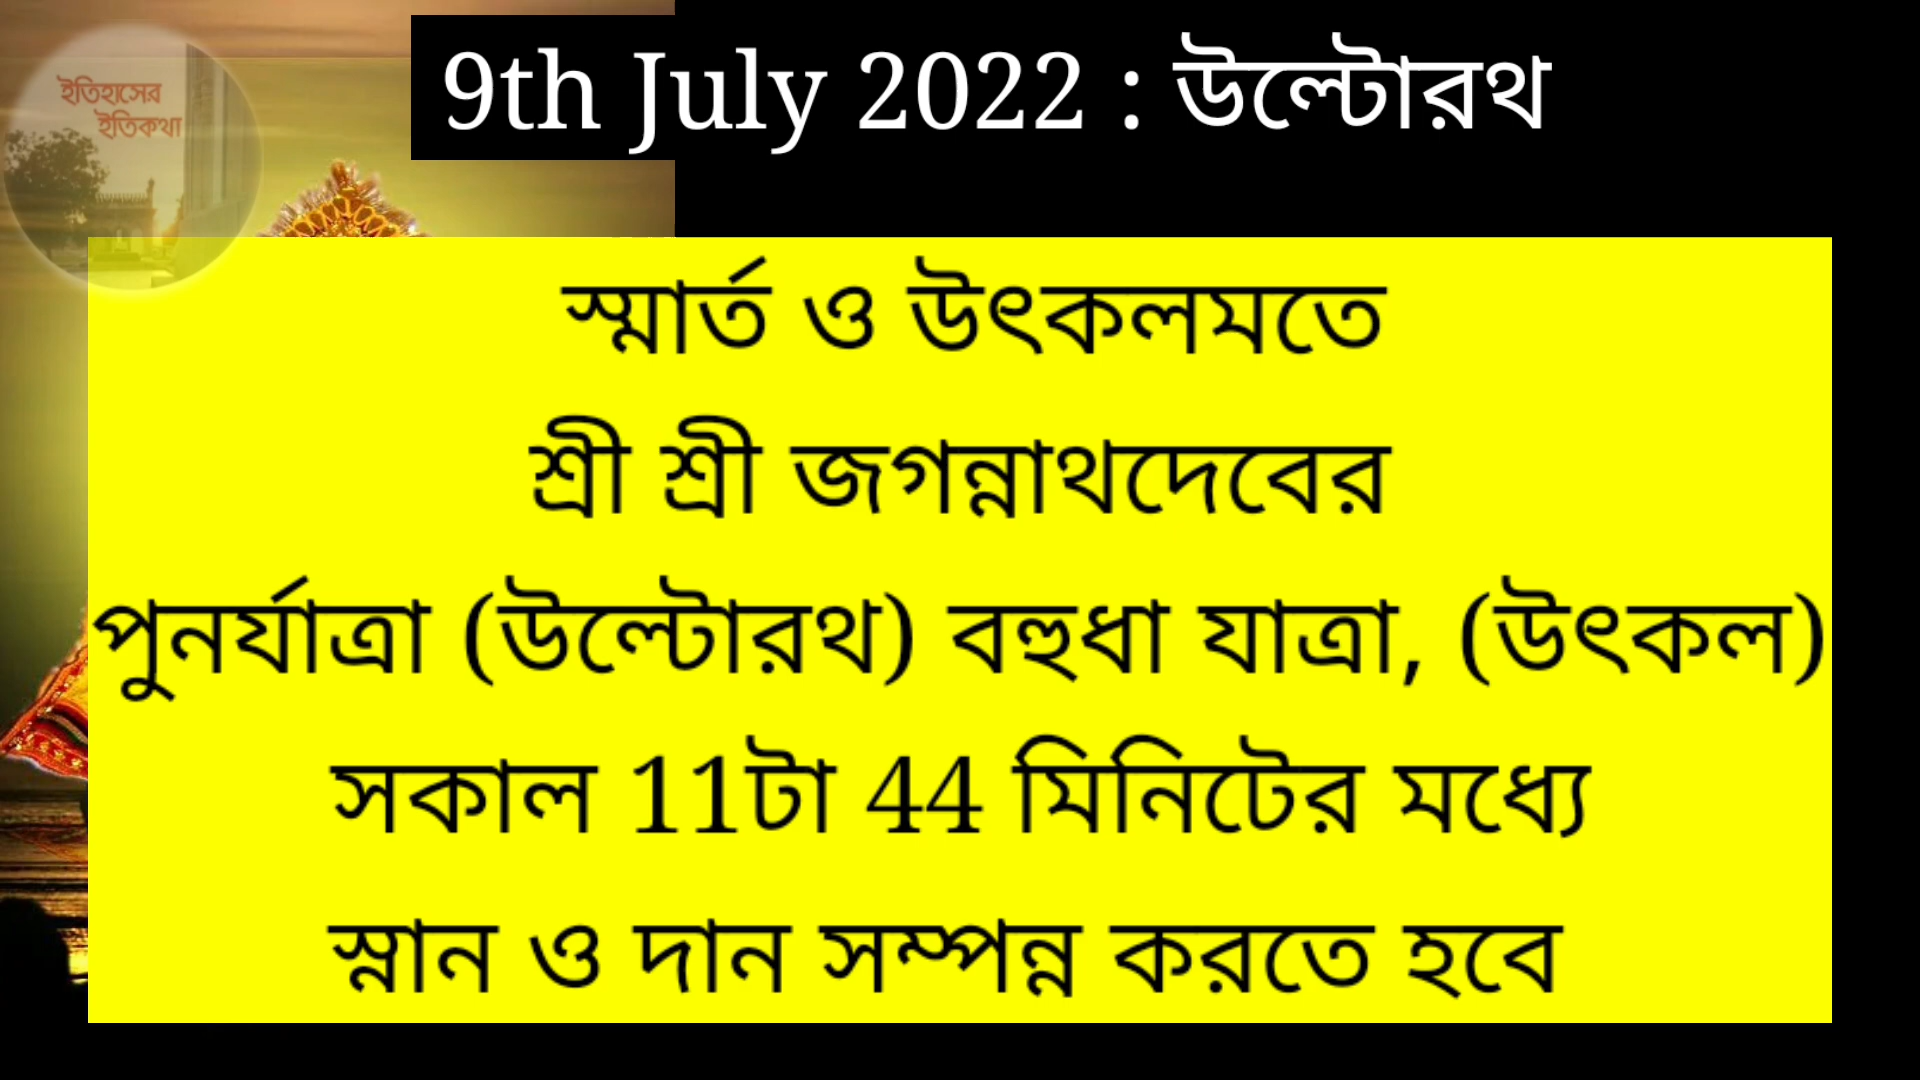 ইতিহাসের
ইতিকথা
9th July 2022 : উল্টোরথ
স্মার্ত ও উৎকলমতে
শ্রী শ্রী জগন্নাথদেবের
পুনর্যাত্রা (উল্টোরথ) বহুধা যাত্রা, (উৎকল)
সকাল 11টা 44 মিনিটের মধ্যে
স্নান ও দান সম্পন্ন করতে হবে